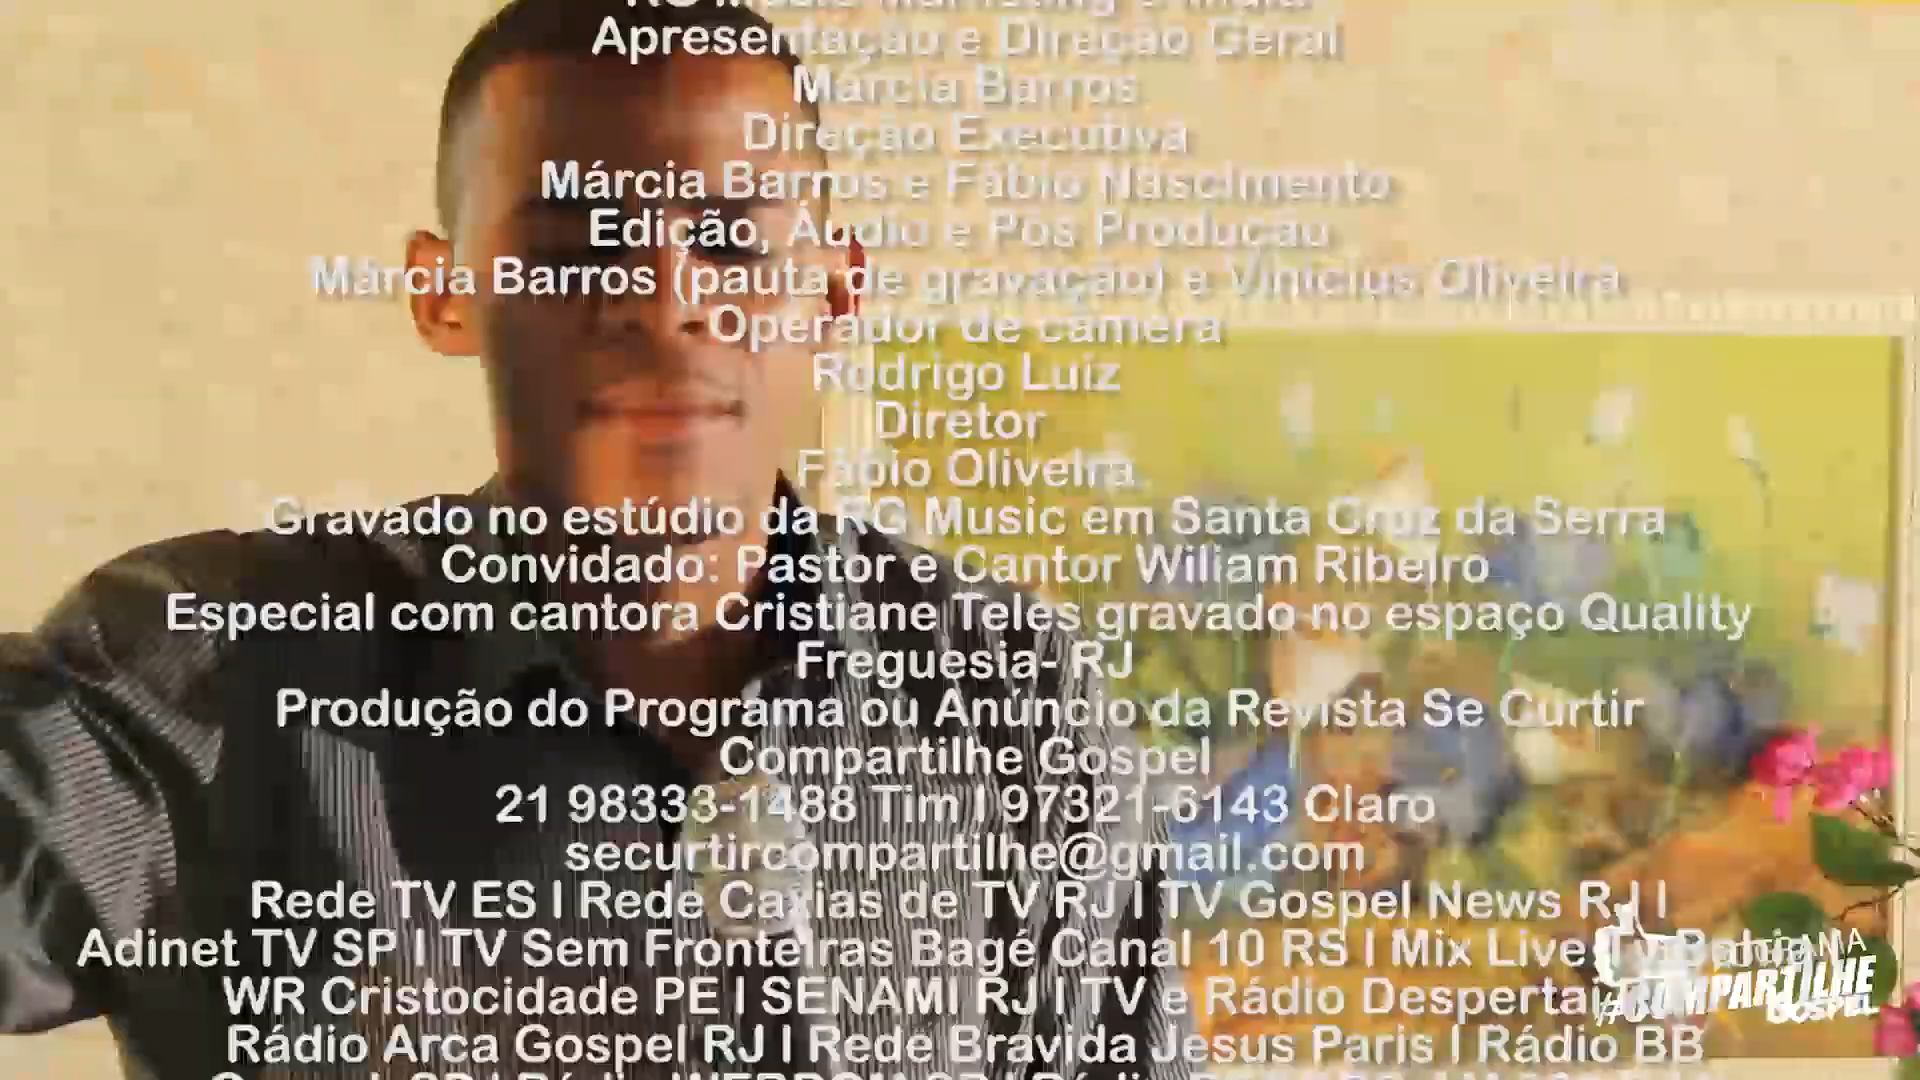 Apresentação e Direção Geral
Márcia Barros
Direção Executiva
Márcia Barros e Fábio Nascimento
Edição, Áudio e Pós Produção
Márcia Barros (pauta de gravação) e Vinicius Oliveira
Operador de câmera
Rodrigo Luiz
Diretor
Fábio Oliveira
Gravado no estúdio da RG Music em Santa Cruz da Serra
Convidado: Pastor e Cantor Wiliam Ribeiro
Especial com cantora Cristiane Teles gravado no espaço Quality
Freguesia- RJ
Produção do Programa ou Anúncio da Revista Se Curtir
Compartilhe Gospel
21 98333-1488 Tim I 97321-6143 Claro
securtircompartilhe@gmail.com
Rede TV ES I Rede Caxias de TV RJ I TV Gospel News RJ I
Adinet TV SP I TV Sem Fronteiras Bagé Canal 10 RS I Mix Live Tv Bahia I
WR Cristocidade PE I SENAMI RJ I TV e Rádio Despertai
Rádio Arca Gospel RJ I Rede Bravida Jesus Paris I Rádio BB
#COMPARTILHE
GOSPEL